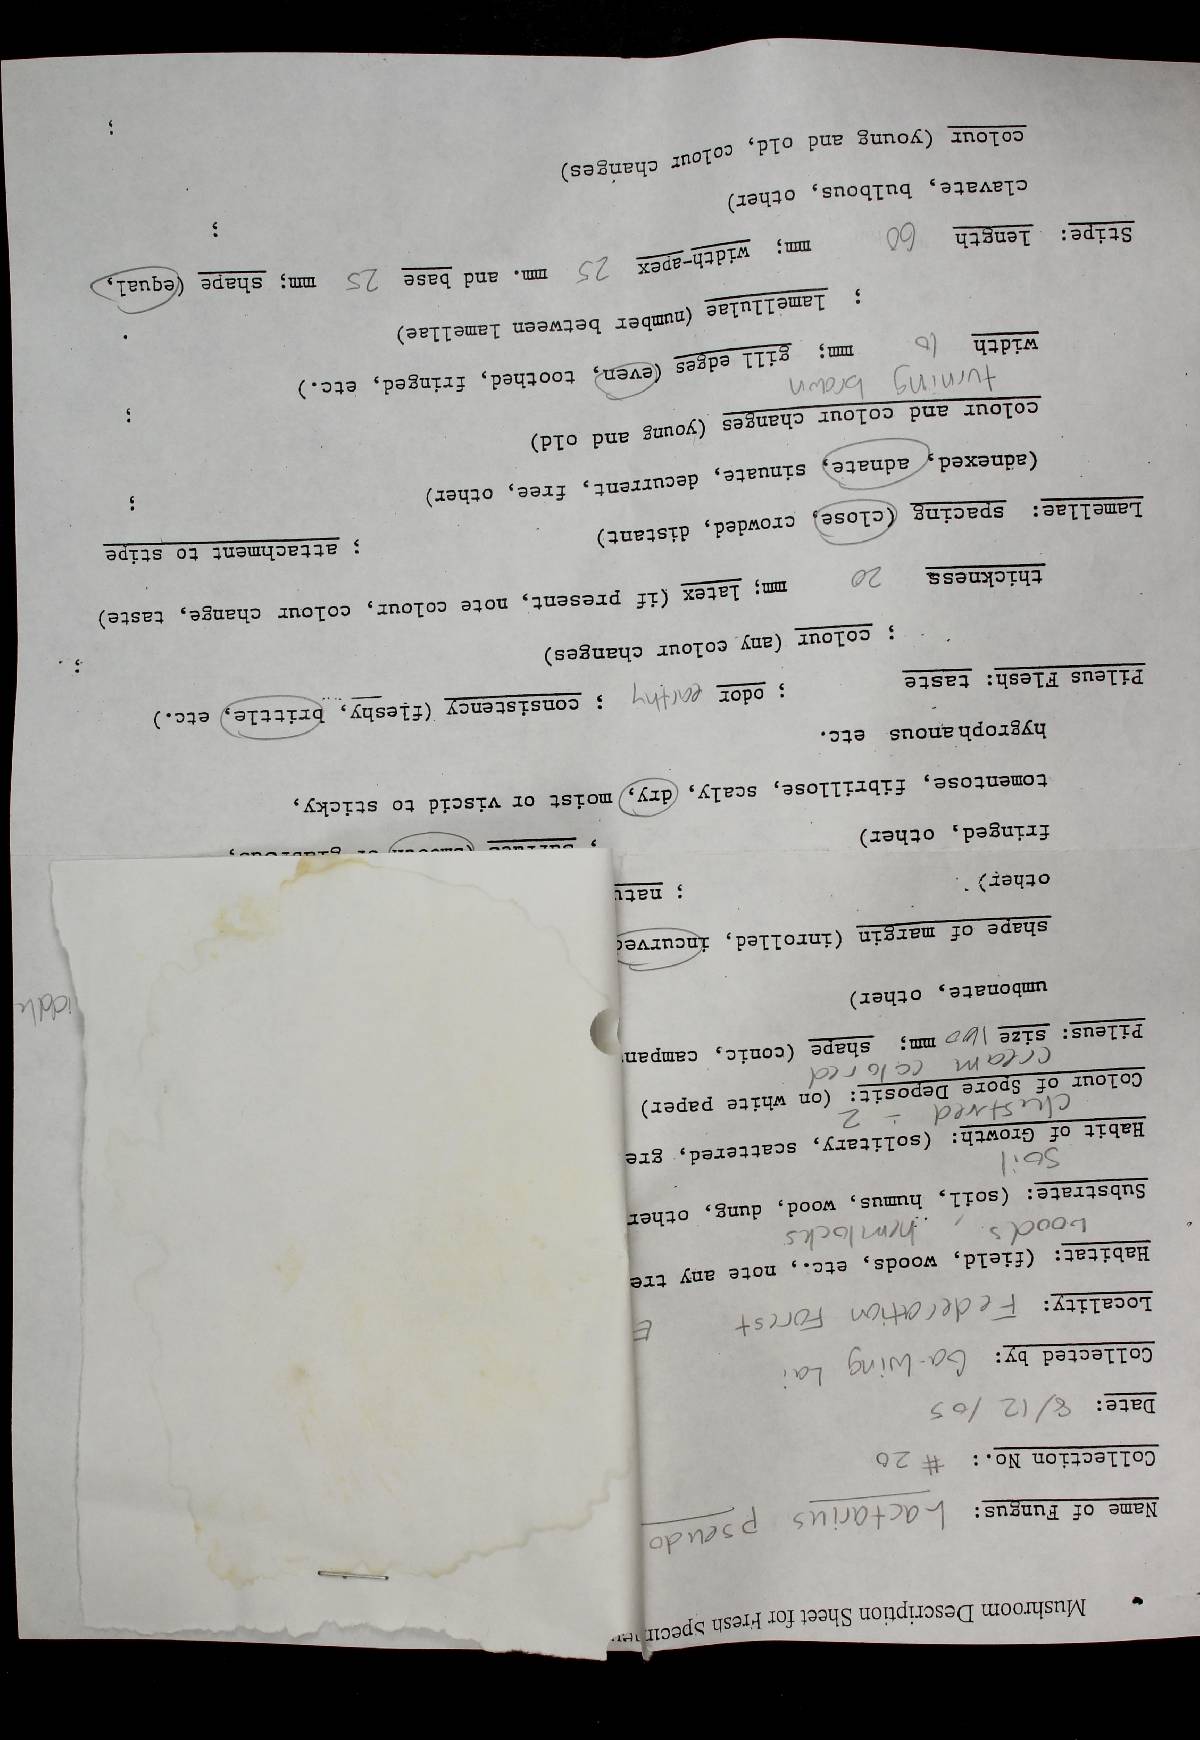 Mushroom Description Sheet for Fresh Specimen
Name of Fungus: Lactarius pseudo
Collection No.: #20
Date: 8/12/05
Collected by: Ga-Wing Lai
Locality: Federation Forest E
Habitat: (field, woods, etc., note any tre
woods, hemlocks
Substrate: (soil, humus, wood, dung, other
soil
Habit of Growth: (solitary, scattered, gre
clustred - 2
Colour of Spore Deposit: (on white paper)
cream colored
Pileus: size 160 mm; shape (conic, campan
umbonate, other)
iddle
shape of margin (inrolled, incurved
other) ; natu
fringed, other)
; surface (smooth or glabrous,
tomentose, fibrillose, scaly, dry, moist or viscid to sticky,
hygrophanous etc.
Pileus Flesh: taste ; odor earthy ; consistency (fleshy, brittle, etc.)
; colour (any colour changes) ;
thickness 20 mm; latex (if present, note colour, colour change, taste)
; attachment to stipe
Lamellae: spacing (close, crowded, distant)
(adnexed, adnate, sinuate, decurrent, free, other) ;
colour and colour changes (young and old) ;
turning brown
width 10 mm; gill edges (even, toothed, fringed, etc.)
; lamellulae (number between lamellae) .
Stipe: length 60 mm; width-apex 25 mm. and base 25 mm; shape (equal,
clavate, bulbous, other) ;
colour (young and old, colour changes) ;